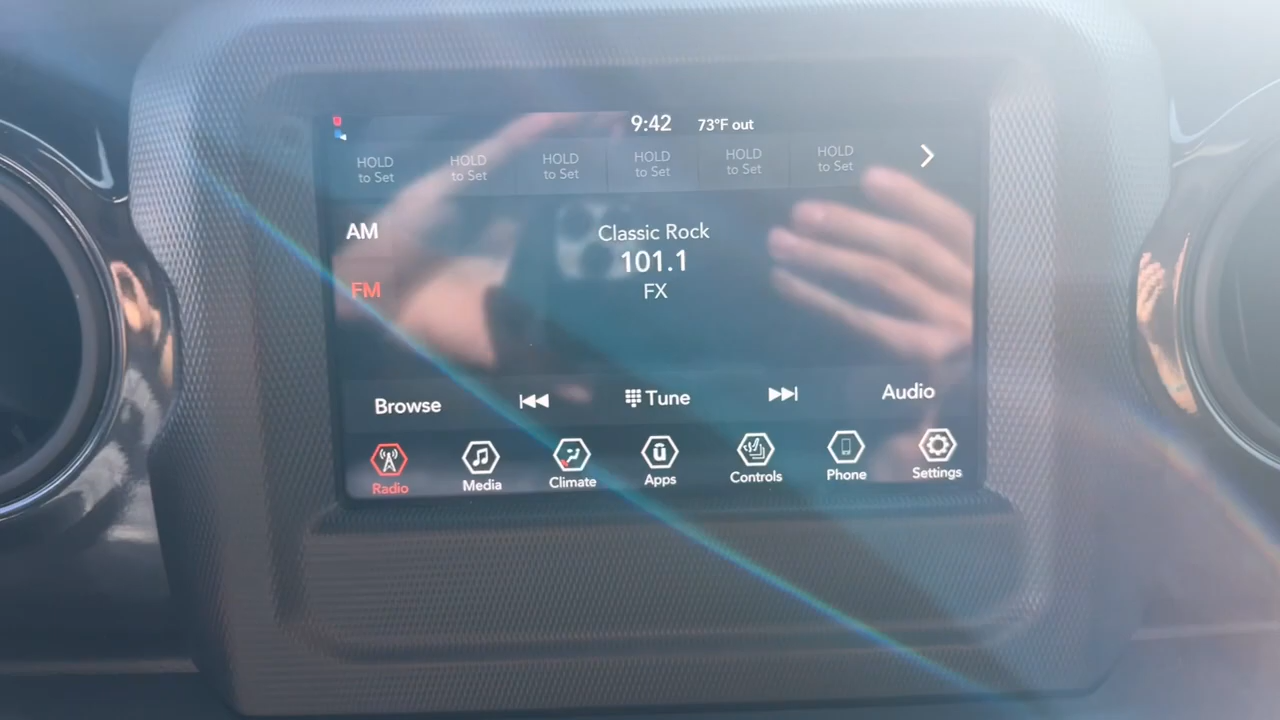 9:42 73°F out
HOLD to Set
HOLD to Set
HOLD to Set
HOLD to Set
HOLD to Set
HOLD to Set
AM
FM
Classic Rock
101.1
FX
Browse
Tune
Audio
Radio
Media
Climate
Apps
Controls
Phone
Settings